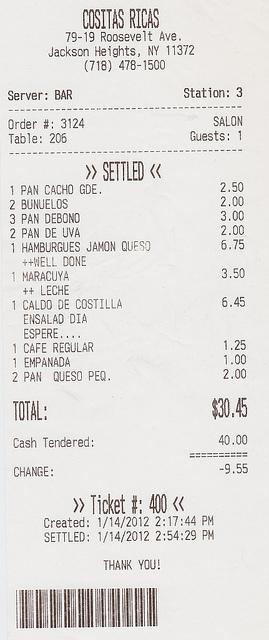 COSITAS RICAS
79-19 Roosevelt Ave.
Jackson Heights, NY 11372
(718) 478-1500
Server: BAR Station: 3
Order #: 3124 SALON
Table: 206 Guests: 1
>> SETTLED <<
1 PAN CACHO GDE. 2.50
2 BUNUELOS 2.00
3 PAN DEBONO 3.00
2 PAN DE UVA 2.00
1 HAMBURGUES JAMON QUESO 6.75
++WELL DONE
1 MARACUYA 3.50
++ LECHE
1 CALDO DE COSTILLA 6.45
ENSALAD DIA
ESPERE....
1 CAFE REGULAR 1.25
1 EMPANADA 1.00
2 PAN QUESO PEQ. 2.00
TOTAL: $30.45
Cash Tendered: 40.00
==========
CHANGE: -9.55
>> Ticket #: 400 <<
Created: 1/14/2012 2:17:44 PM
SETTLED: 1/14/2012 2:54:29 PM
THANK YOU!